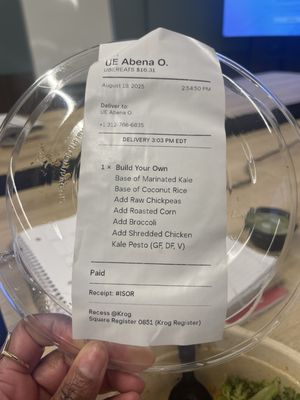 UE Abena O.
UBEREATS $16.31
August 19, 2025 2:54:50 PM
Deliver to:
UE Abena O
+1 312-766-6835
DELIVERY 3:03 PM EDT
1 × Build Your Own
Base of Marinated Kale
Base of Coconut Rice
Add Raw Chickpeas
Add Roasted Corn
Add Broccoli
Add Shredded Chicken
Kale Pesto (GF, DF, V)
Paid
Receipt: #ISOR
Recess @Krog
Square Register 0851 (Krog Register)